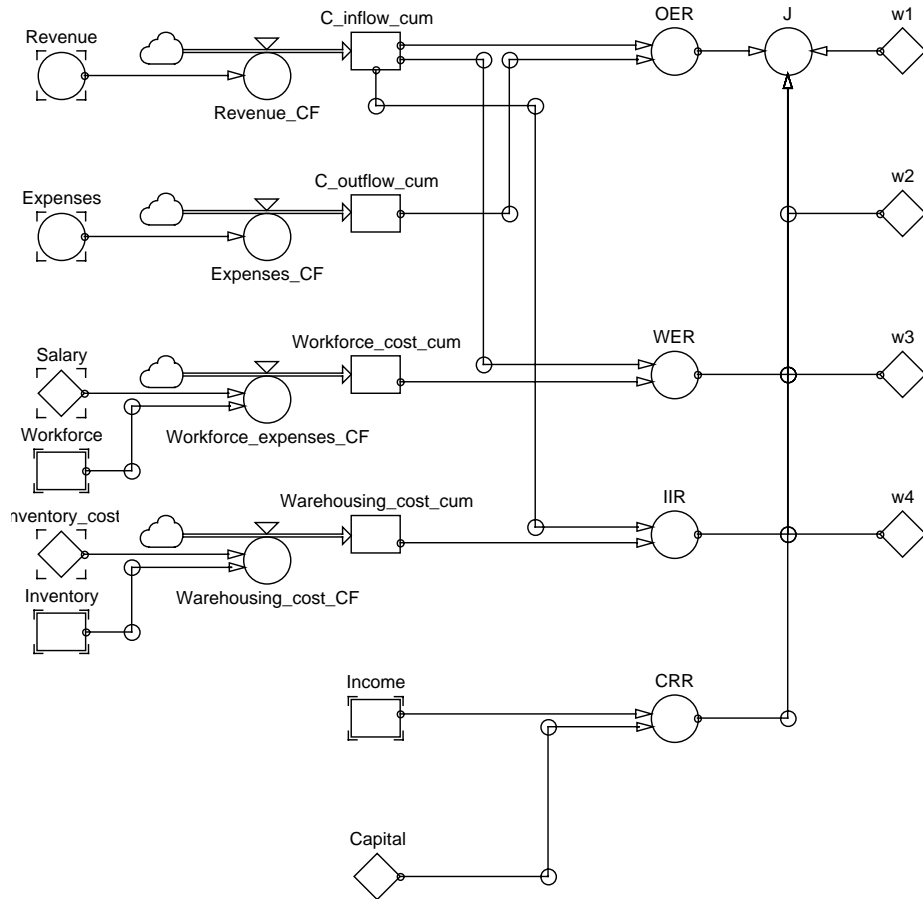 C_inflow_cum
OER
J
w1
Revenue
Revenue_CF
C_outflow_cum
w2
Expenses
Expenses_CF
Workforce_cost_cum
WER
w3
Salary
Workforce
Workforce_expenses_CF
Warehousing_cost_cum
IIR
w4
nventory_cost
Inventory
Warehousing_cost_CF
Income
CRR
Capital